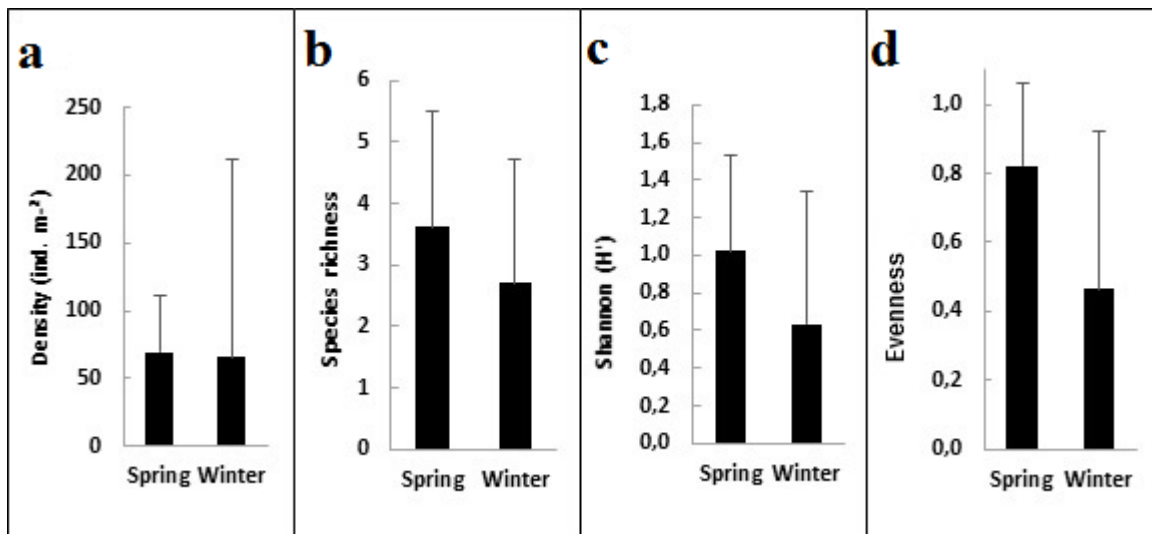 a
Density (ind. m-²)
250
200
150
100
50
0
Spring Winter
b
Species richness
6
5
4
3
2
1
0
Spring Winter
c
Shannon (H')
1,8
1,6
1,4
1,2
1,0
0,8
0,6
0,4
0,2
0,0
Spring Winter
d
Evenness
1,0
0,8
0,6
0,4
0,2
0,0
Spring Winter